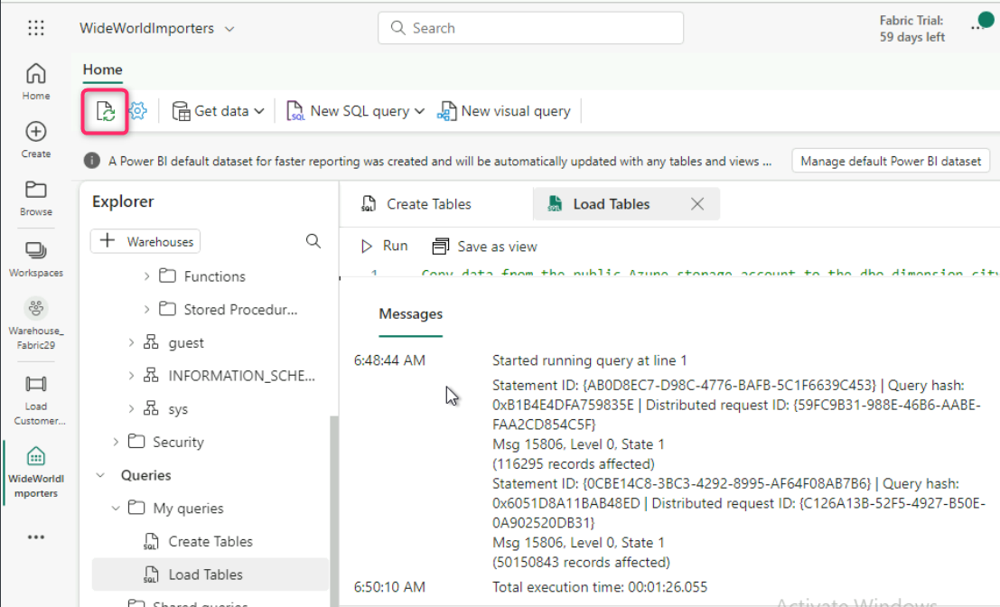 WideWorldImporters
Search
Fabric Trial:
59 days left
Home
Home
Get data
SQL
New SQL query
New visual query
Create
A Power BI default dataset for faster reporting was created and will be automatically updated with any tables and views ...
Manage default Power BI dataset
Browse
Explorer
SQL
Create Tables
SQL
Load Tables
Warehouses
Run
Save as view
Workspaces
1
Copy data from the public Azure storage account to the dbo.dimension_city
Functions
Stored Procedur...
guest
INFORMATION_SCHE...
sys
Security
Queries
My queries
SQL
Create Tables
SQL
Load Tables
Shared queries
Warehouse_
Fabric29
Load
Customer...
WideWorldI
mporters
Messages
6:48:44 AM
Started running query at line 1
Statement ID: {AB0D8EC7-D98C-4776-BAFB-5C1F6639C453} | Query hash:
0xB1B4E4DFA759835E | Distributed request ID: {59FC9B31-988E-46B6-AABE-
FAA2CD854C5F}
Msg 15806, Level 0, State 1
(116295 records affected)
Statement ID: {0CBE14C8-3BC3-4292-8995-AF64F08AB7B6} | Query hash:
0x6051D8A11BAB48ED | Distributed request ID: {C126A13B-52F5-4927-B50E-
0A902520DB31}
Msg 15806, Level 0, State 1
(50150843 records affected)
6:50:10 AM
Total execution time: 00:01:26.055
Activate Windows